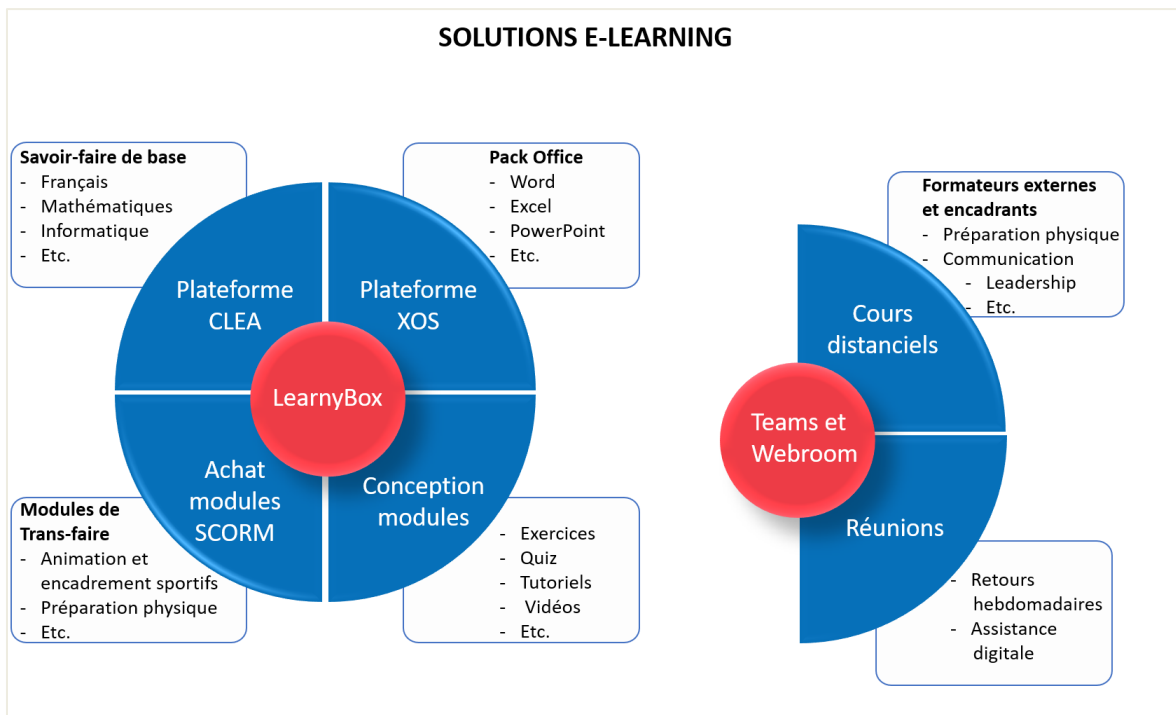 SOLUTIONS E-LEARNING
Savoir-faire de base
- Français
- Mathématiques
- Informatique
- Etc.
Pack Office
- Word
- Excel
- PowerPoint
- Etc.
Plateforme
CLEA
Plateforme
XOS
LearnyBox
Achat
modules
SCORM
Conception
modules
Modules de
Trans-faire
- Animation et
encadrement sportifs
- Préparation physique
- Etc.
- Exercices
- Quiz
- Tutoriels
- Vidéos
- Etc.
Formateurs externes
et encadrants
- Préparation physique
- Communication
- Leadership
- Etc.
Cours
distanciels
Teams et
Webroom
Réunions
- Retours
hebdomadaires
- Assistance
digitale